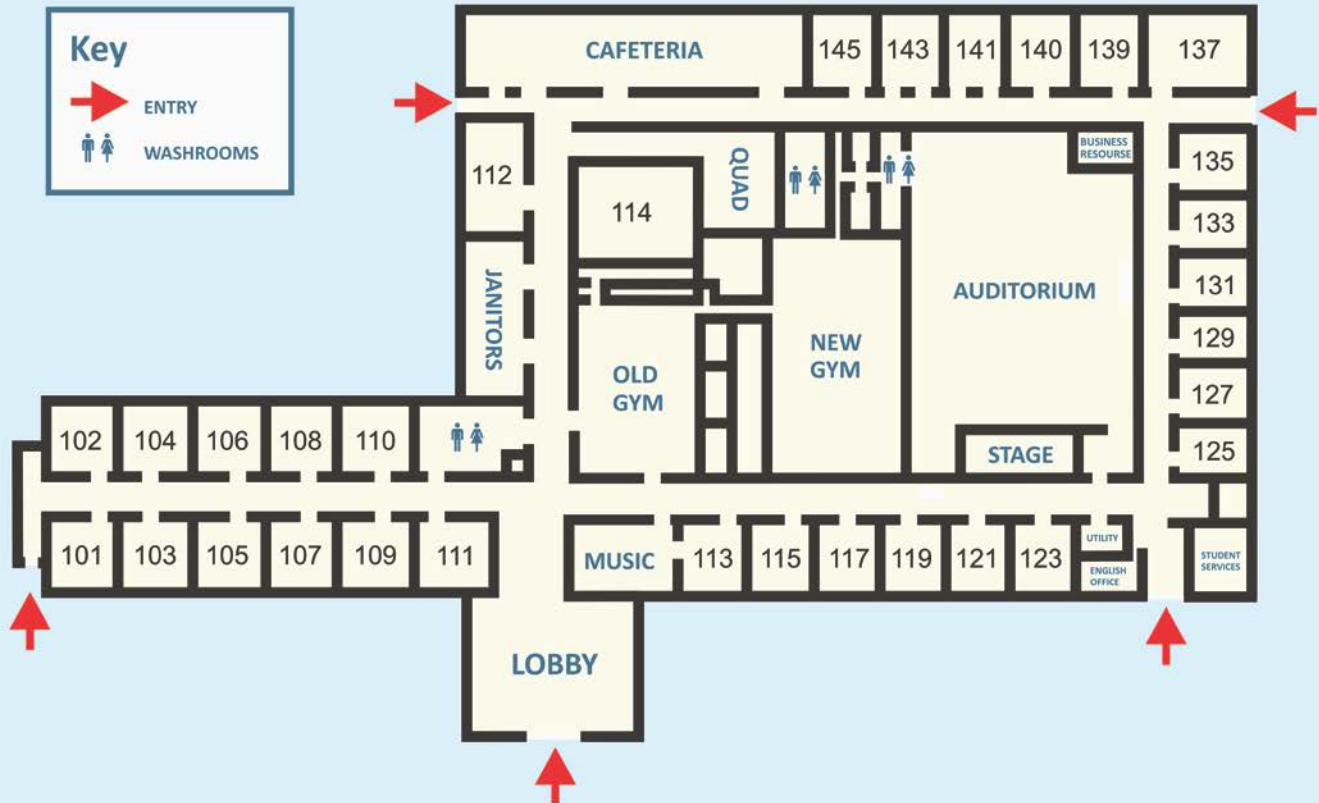 Key
ENTRY
WASHROOMS
CAFETERIA
145
143
141
140
139
137
112
114
QUAD
BUSINESS
RESOURSE
135
133
131
129
127
125
JANITORS
OLD
GYM
NEW
GYM
AUDITORIUM
STAGE
102
104
106
108
110
101
103
105
107
109
111
MUSIC
113
115
117
119
121
123
UTILITY
ENGLISH
OFFICE
STUDENT
SERVICES
LOBBY